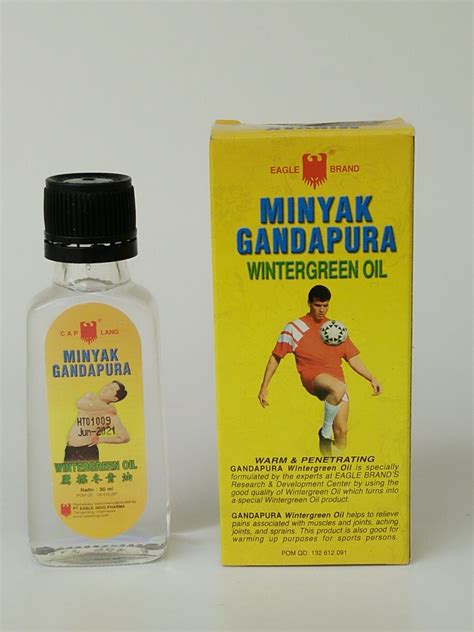 CAP LANG
MINYAK
GANDAPURA
HT01009
Jun-2021
WINTERGREEN OIL
Netto : 30 ml
PT EAGLE INDO PHARMA
EAGLE BRAND
MINYAK
GANDAPURA
WINTERGREEN OIL
WARM & PENETRATING
GANDAPURA Wintergreen Oil is specially
formulated by the experts at EAGLE BRAND'S
Research & Development Center by using the
good quality of Wintergreen Oil which turns into
a special Wintergreen Oil product.
GANDAPURA Wintergreen Oil helps to relieve
pains associated with muscles and joints, aching
joints, and sprains. This product is also good for
warming up purposes for sports persons.
POM QD. 132 612 091